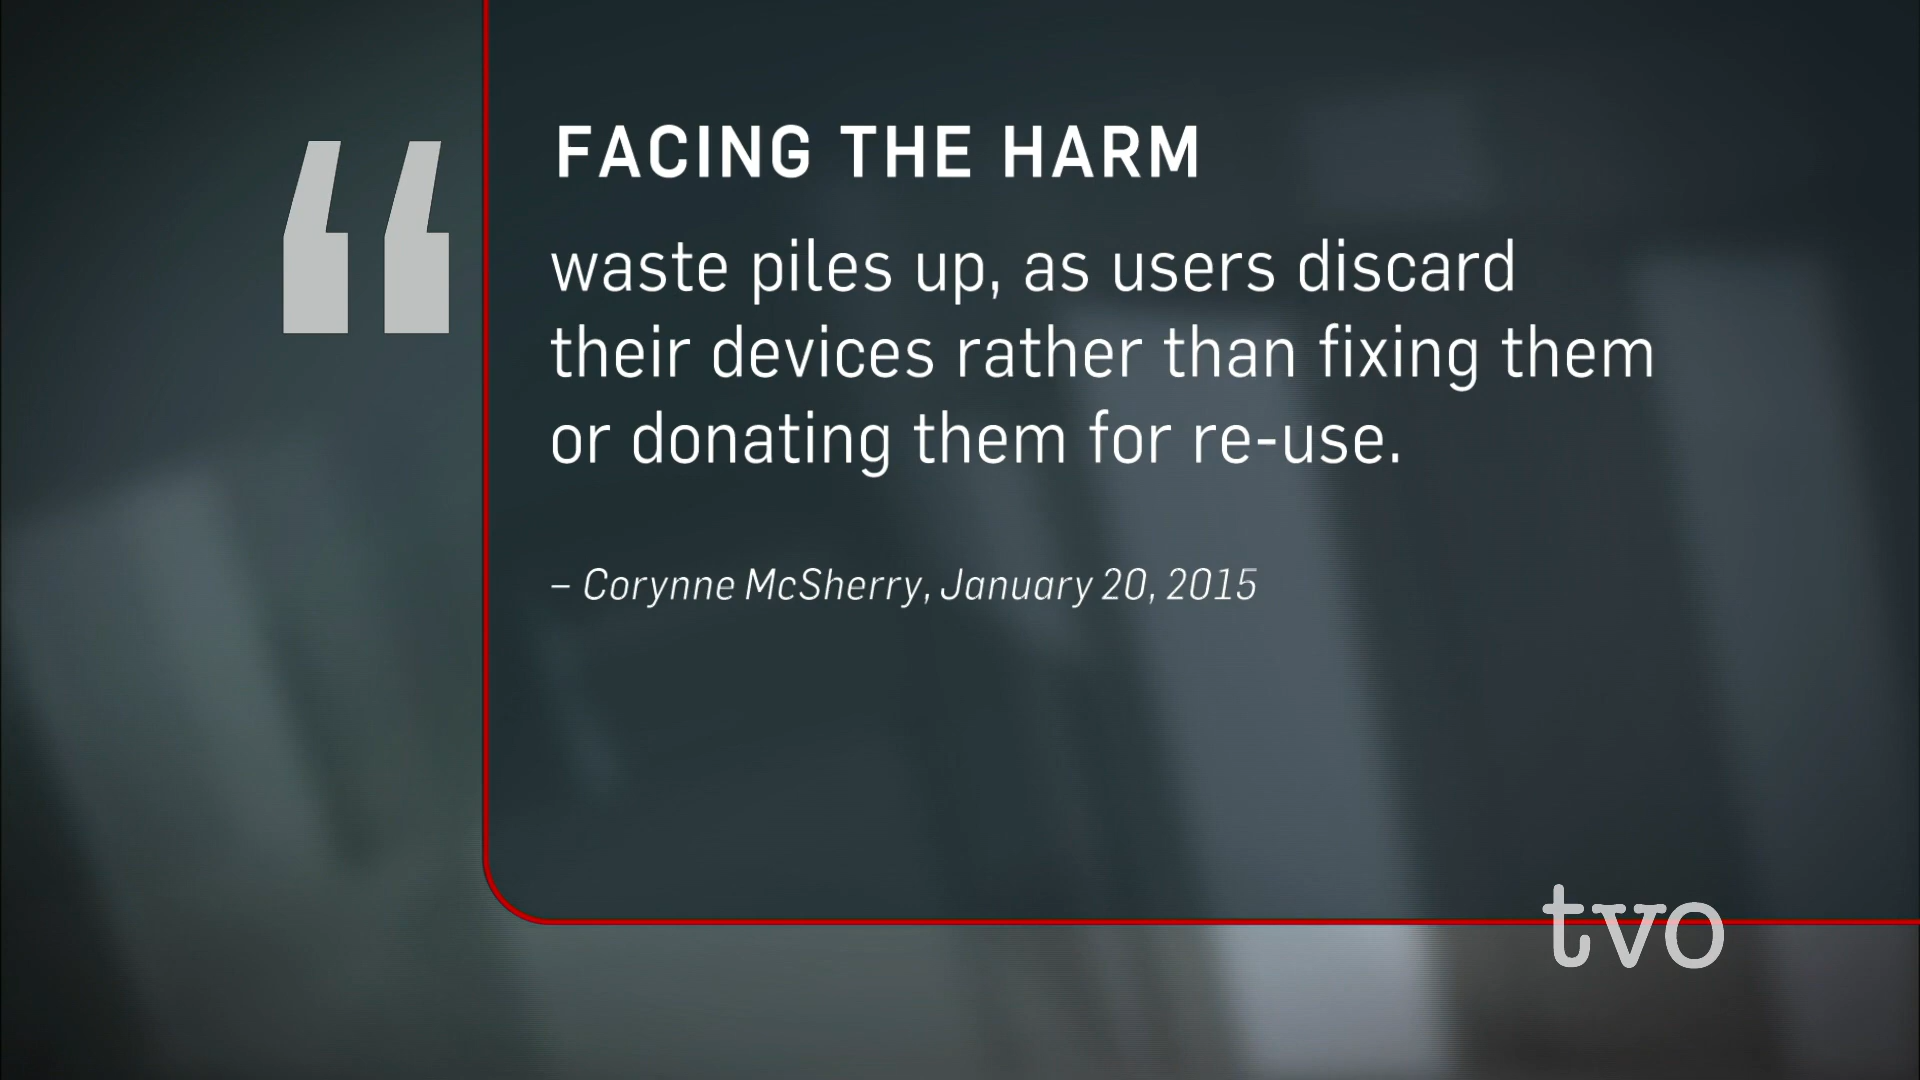 “
FACING THE HARM
waste piles up, as users discard
their devices rather than fixing them
or donating them for re-use.
– Corynne McSherry, January 20, 2015
tvo